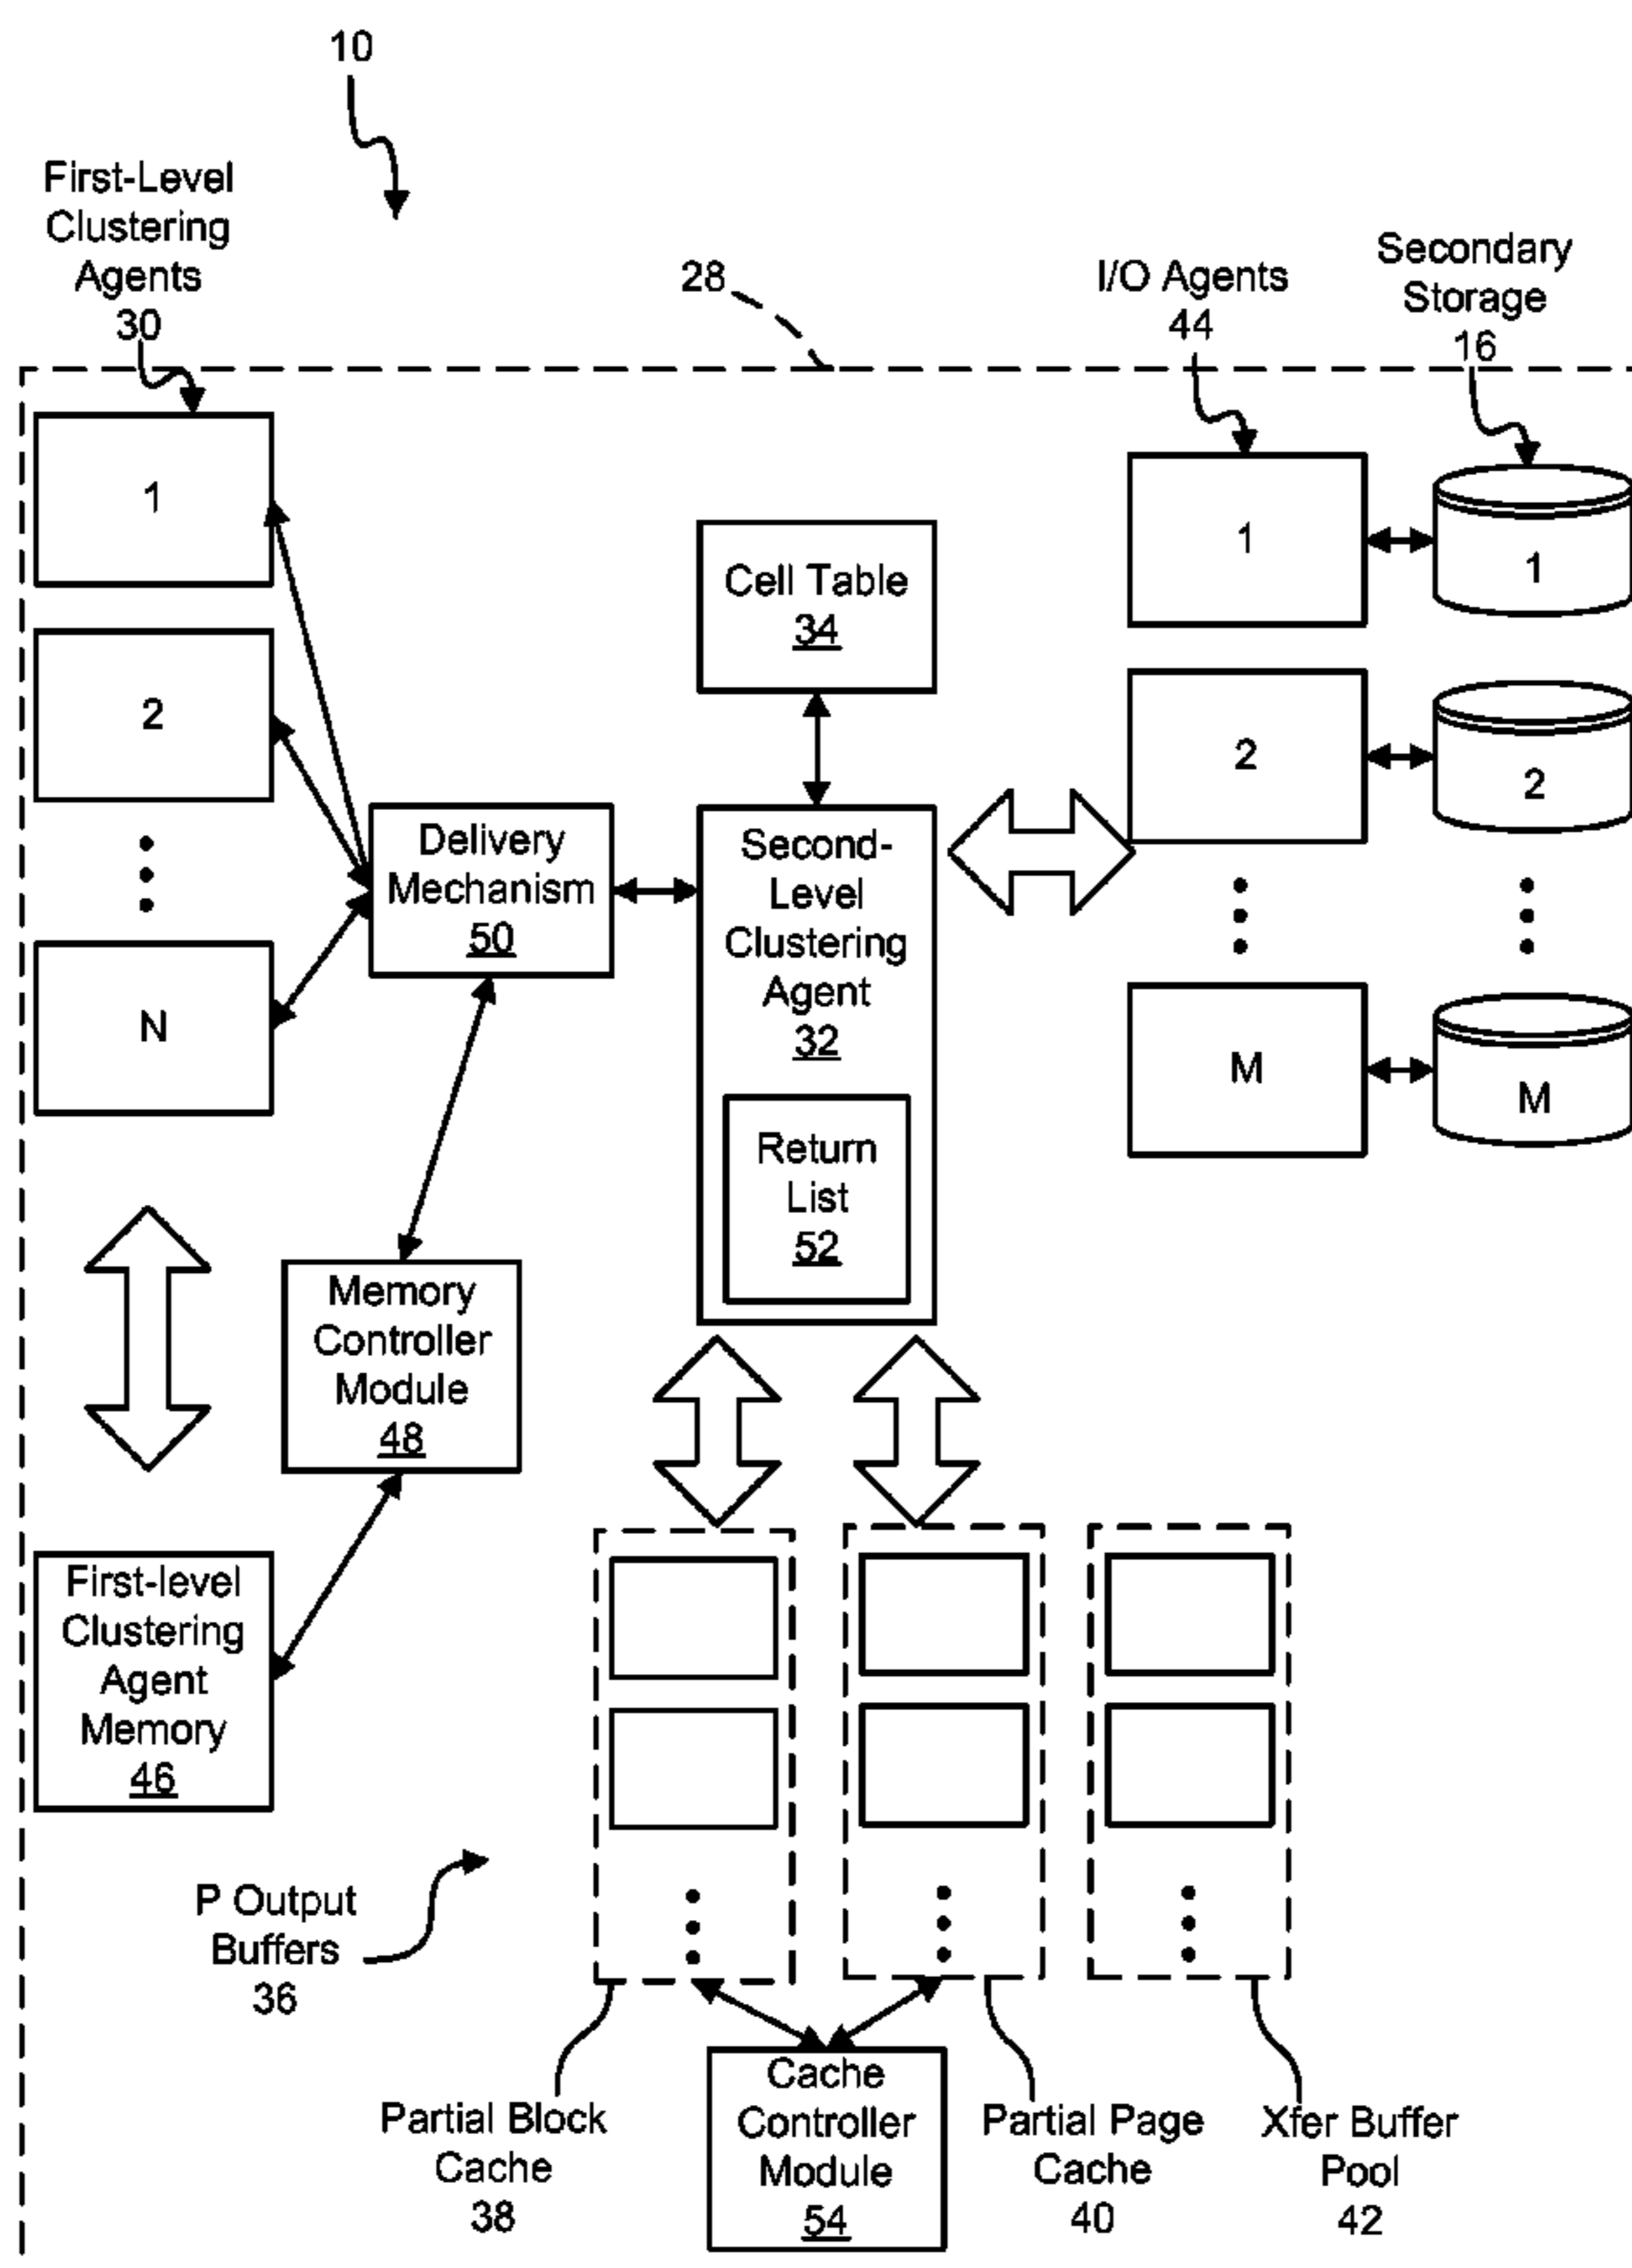 10
First-Level
Clustering
Agents
30
28
I/O Agents
44
Secondary
Storage
16
1
2
N
Cell Table
34
1
2
M
1
2
M
Delivery
Mechanism
50
Second-
Level
Clustering
Agent
32
Return
List
52
Memory
Controller
Module
48
First-level
Clustering
Agent
Memory
46
P Output
Buffers
36
Partial Block
Cache
38
Cache
Controller
Module
54
Partial Page
Cache
40
Xfer Buffer
Pool
42